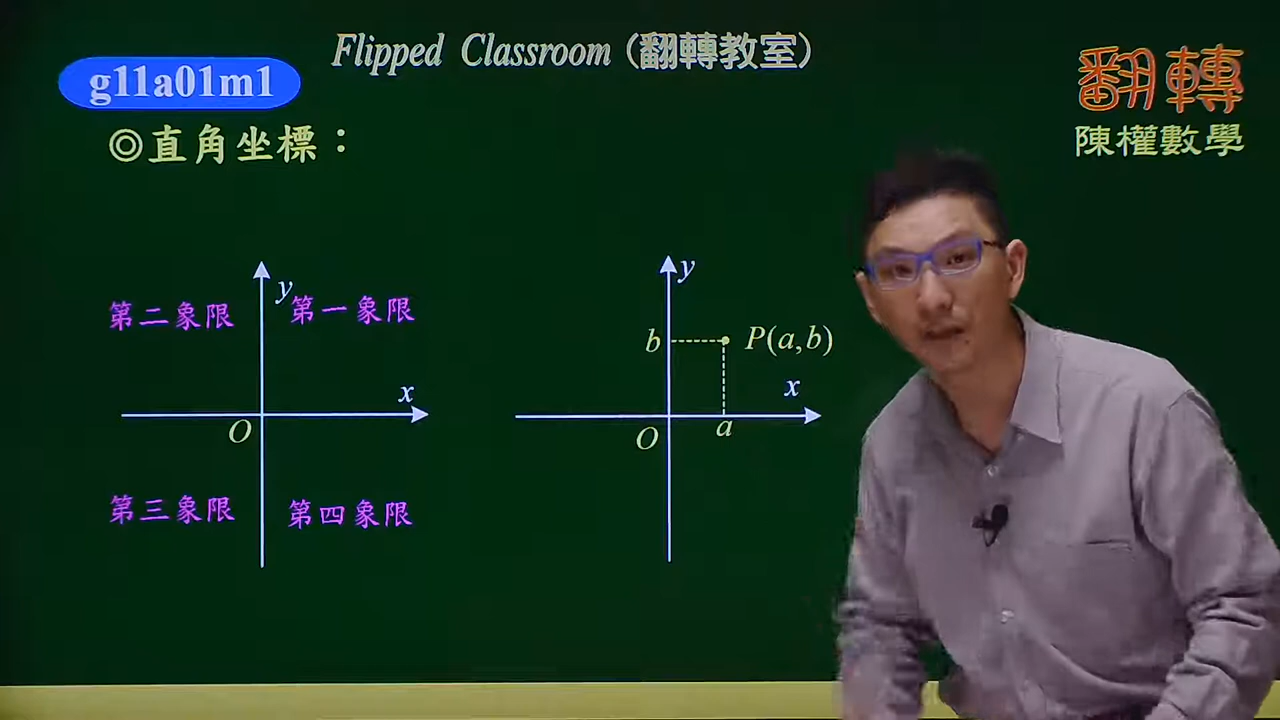 Flipped Classroom (翻轉教室)
g11a01m1
翻轉
陳權數學
◎直角坐標：
y
第二象限
第一象限
x
O
第三象限
第四象限
y
b
P(a,b)
x
O
a